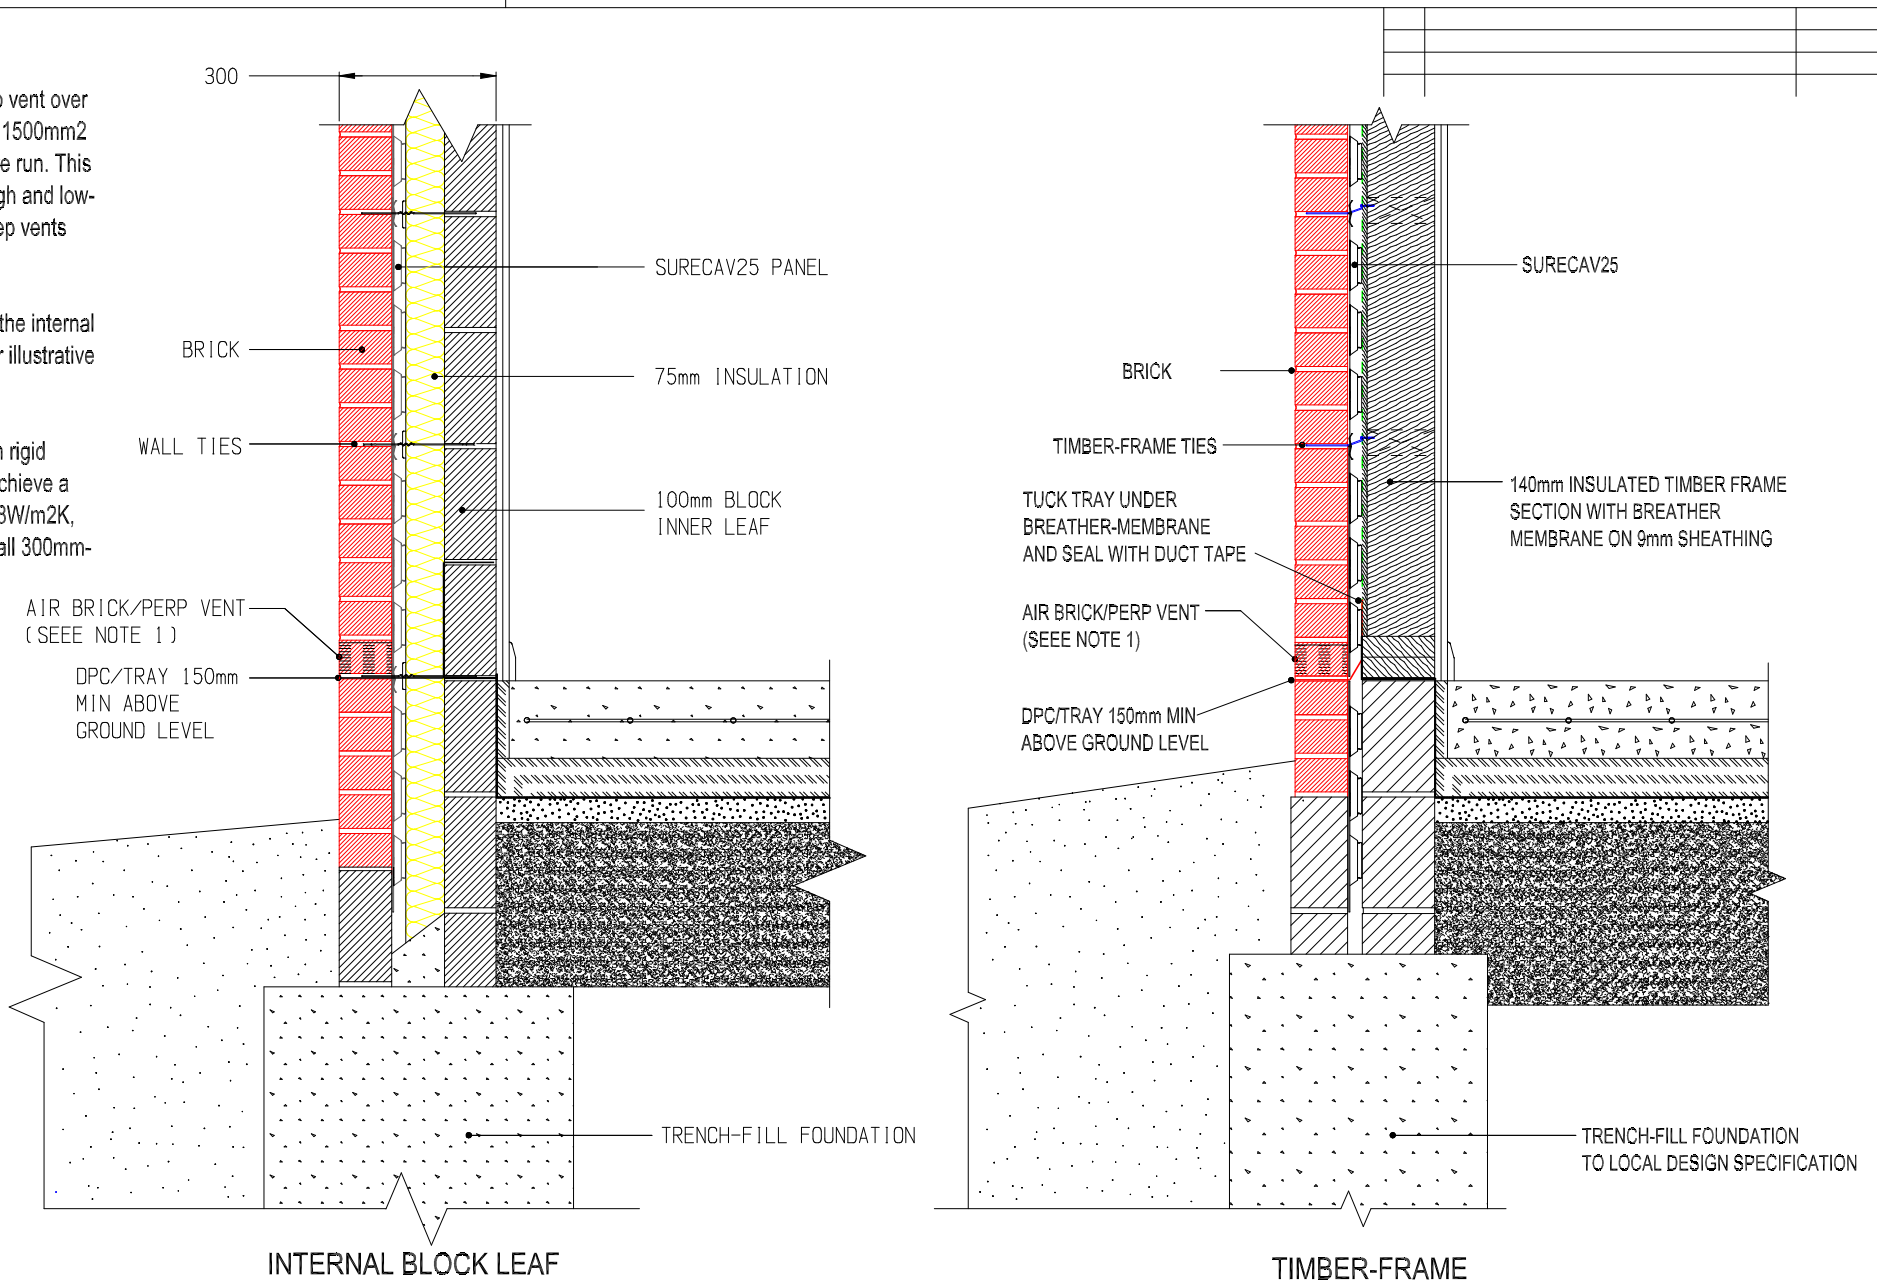 o vent over
1500mm2
e run. This
gh and low-
ep vents
the internal
r illustrative
n rigid
chieve a
3W/m2K,
all 300mm-
300
SURECAV25 PANEL
BRICK
75mm INSULATION
WALL TIES
100mm BLOCK
INNER LEAF
AIR BRICK/PERP VENT
(SEEE NOTE 1)
DPC/TRAY 150mm
MIN ABOVE
GROUND LEVEL
TRENCH-FILL FOUNDATION
INTERNAL BLOCK LEAF
SURECAV25
BRICK
TIMBER-FRAME TIES
140mm INSULATED TIMBER FRAME
SECTION WITH BREATHER
MEMBRANE ON 9mm SHEATHING
TUCK TRAY UNDER
BREATHER-MEMBRANE
AND SEAL WITH DUCT TAPE
AIR BRICK/PERP VENT
(SEEE NOTE 1)
DPC/TRAY 150mm MIN
ABOVE GROUND LEVEL
TRENCH-FILL FOUNDATION
TO LOCAL DESIGN SPECIFICATION
TIMBER-FRAME